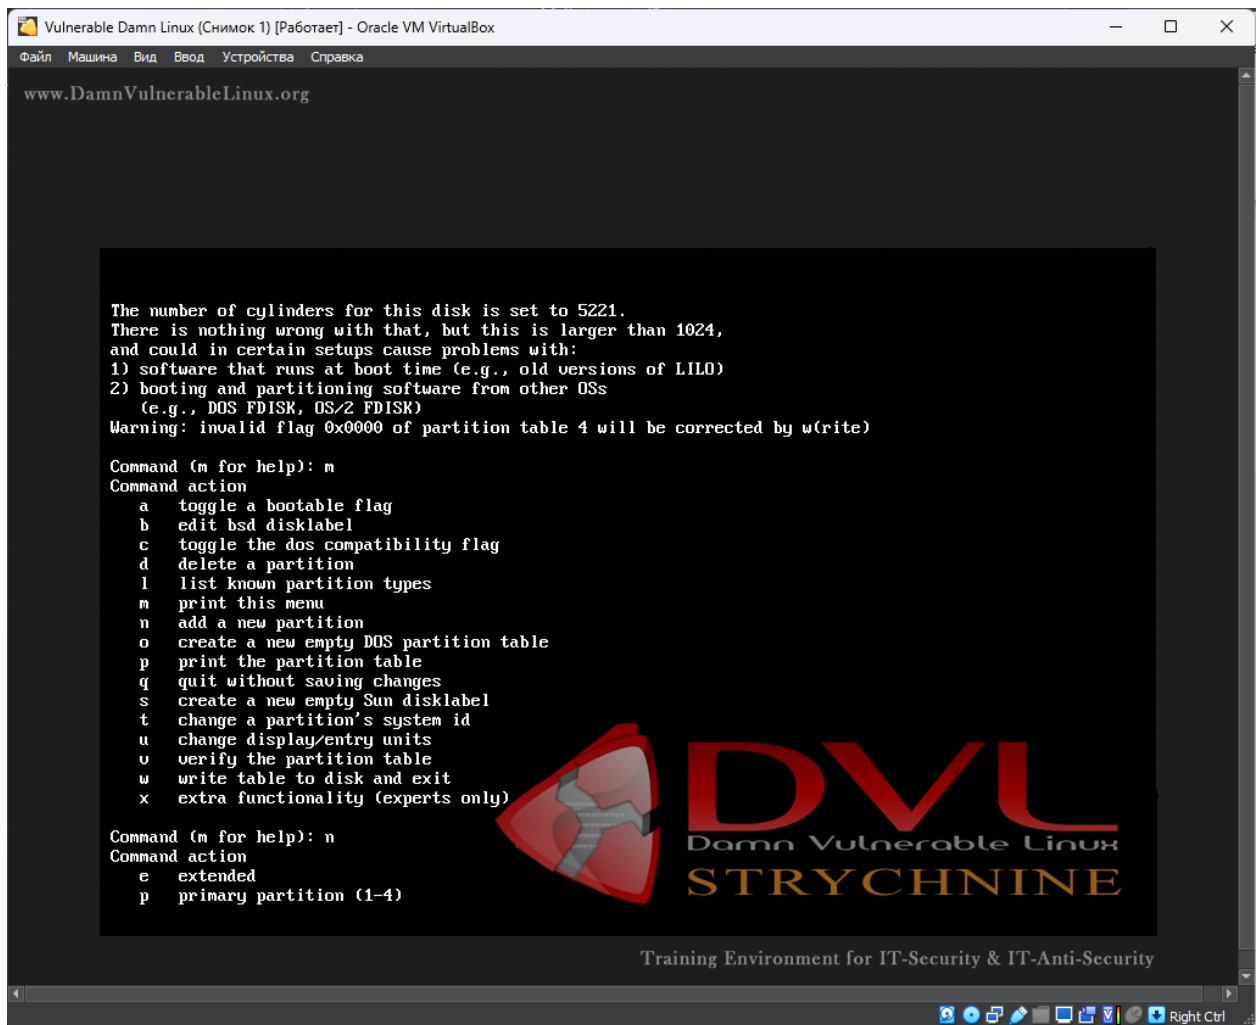 Vulnerable Damn Linux (Снимок 1) [Работает] - Oracle VM VirtualBox
Файл Машина Вид Ввод Устройства Справка
www.DamnVulnerableLinux.org
The number of cylinders for this disk is set to 5221.
There is nothing wrong with that, but this is larger than 1024,
and could in certain setups cause problems with:
1) software that runs at boot time (e.g., old versions of LILO)
2) booting and partitioning software from other OSs
(e.g., DOS FDISK, OS/2 FDISK)
Warning: invalid flag 0x0000 of partition table 4 will be corrected by w(rite)
Command (m for help): m
Command action
a toggle a bootable flag
b edit bsd disklabel
c toggle the dos compatibility flag
d delete a partition
l list known partition types
m print this menu
n add a new partition
o create a new empty DOS partition table
p print the partition table
q quit without saving changes
s create a new empty Sun disklabel
t change a partition's system id
u change display/entry units
v verify the partition table
w write table to disk and exit
x extra functionality (experts only)
Command (m for help): n
Command action
e extended
p primary partition (1-4)
DVL
Damn Vulnerable Linux
STRYCHNINE
Training Environment for IT-Security & IT-Anti-Security
Right Ctrl